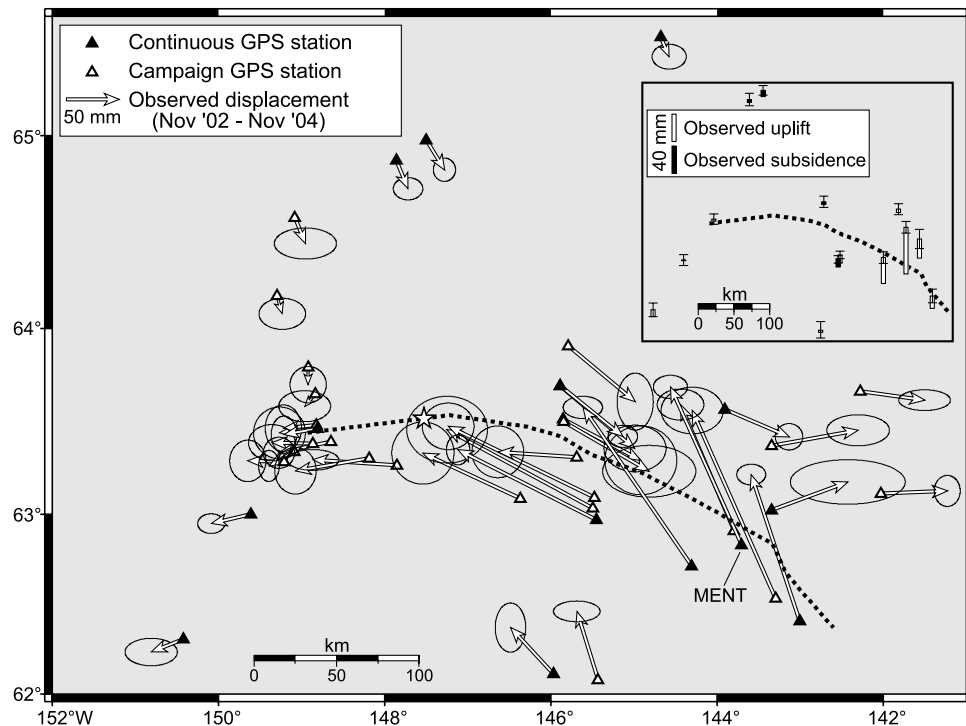 Continuous GPS station
Campaign GPS station
Observed displacement
50 mm (Nov '02 - Nov '04)
40 mm
Observed uplift
Observed subsidence
km
0 50 100
65°
64°
63°
62°
MENT
km
0 50 100
152°W 150° 148° 146° 144° 142°